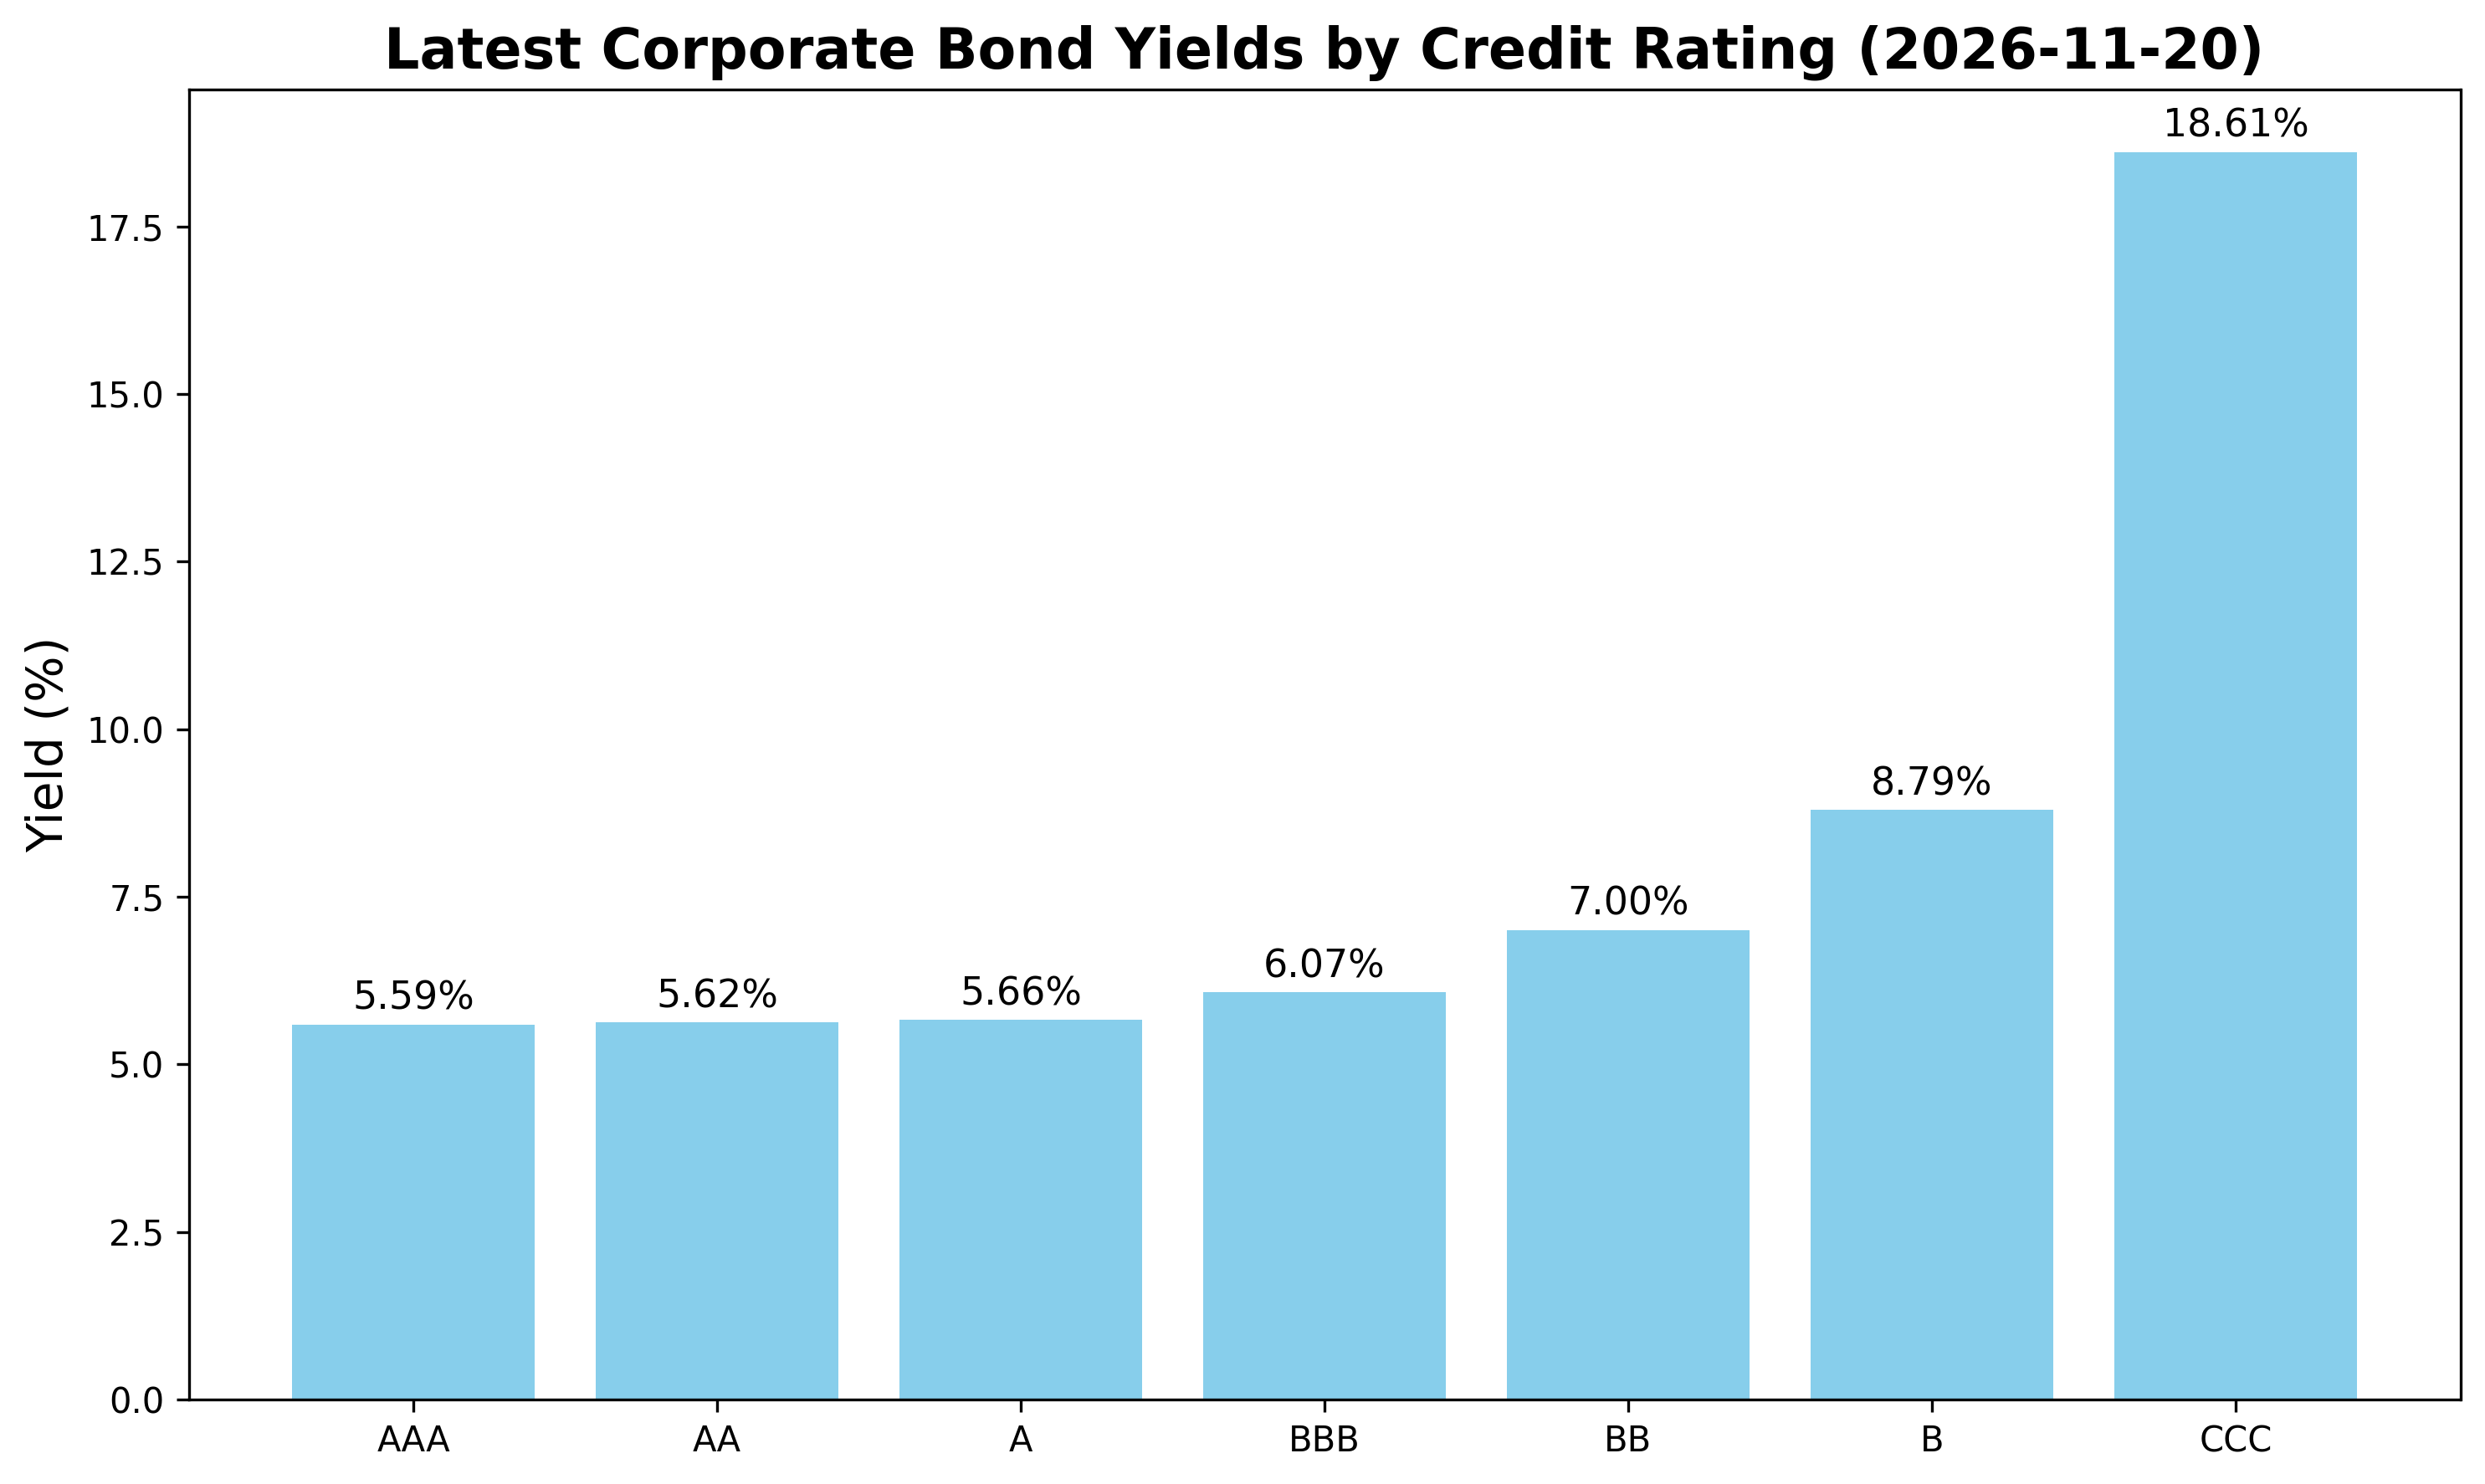 Latest Corporate Bond Yields by Credit Rating (2026-11-20)
Yield (%)
17.5
15.0
12.5
10.0
7.5
5.0
2.5
0.0
5.59%
5.62%
5.66%
6.07%
7.00%
8.79%
18.61%
AAA
AA
A
BBB
BB
B
CCC